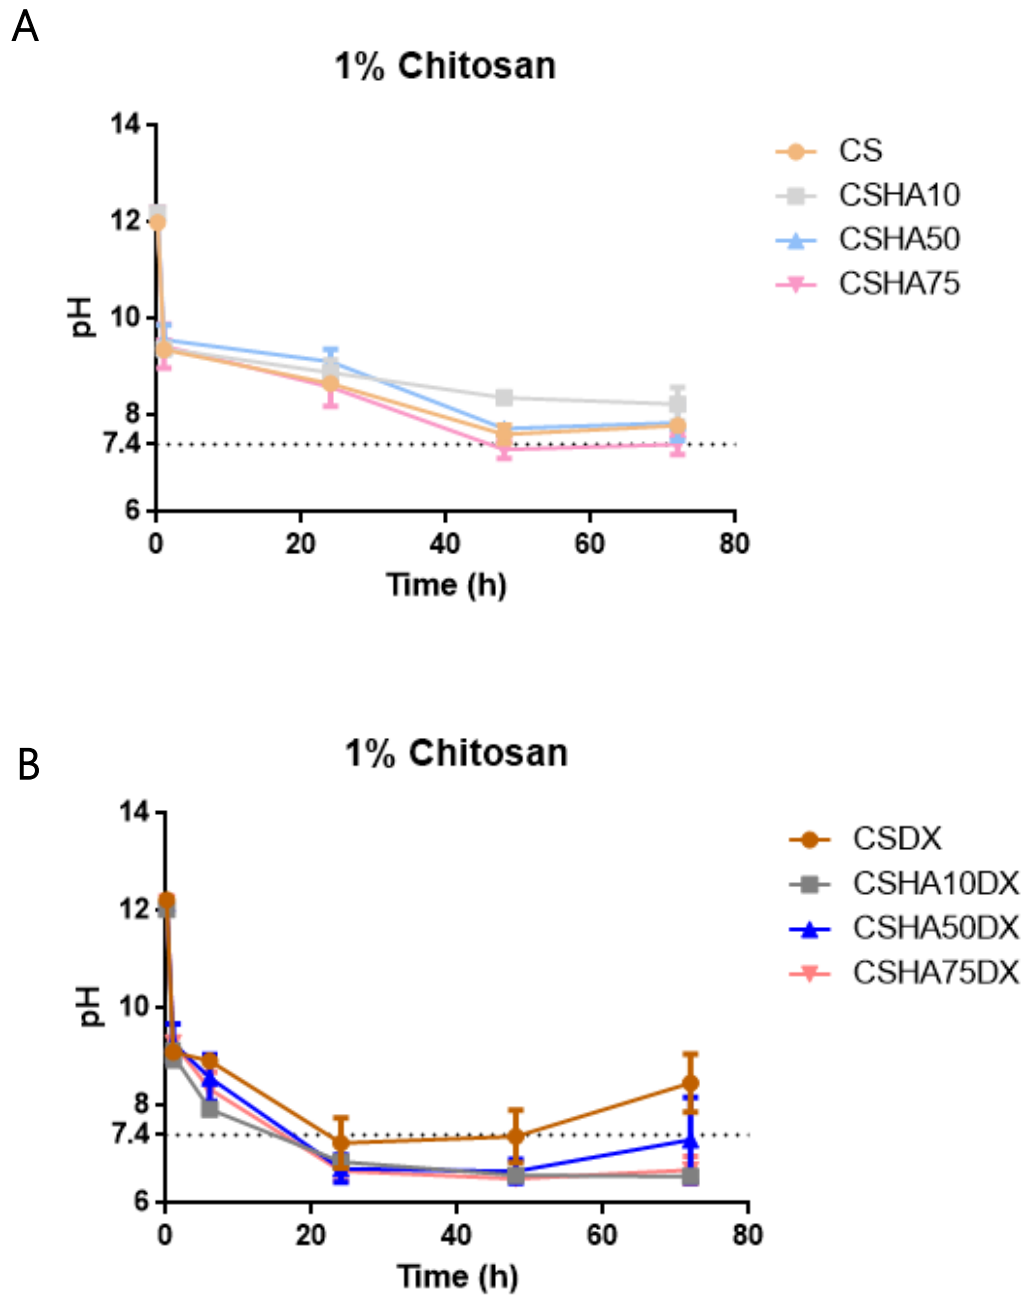 A
1% Chitosan
14
12
10
8
7.4
6
pH
0 20 40 60 80
Time (h)
CS
CSHA10
CSHA50
CSHA75
B
1% Chitosan
14
12
10
8
7.4
6
pH
0 20 40 60 80
Time (h)
CSDX
CSHA10DX
CSHA50DX
CSHA75DX